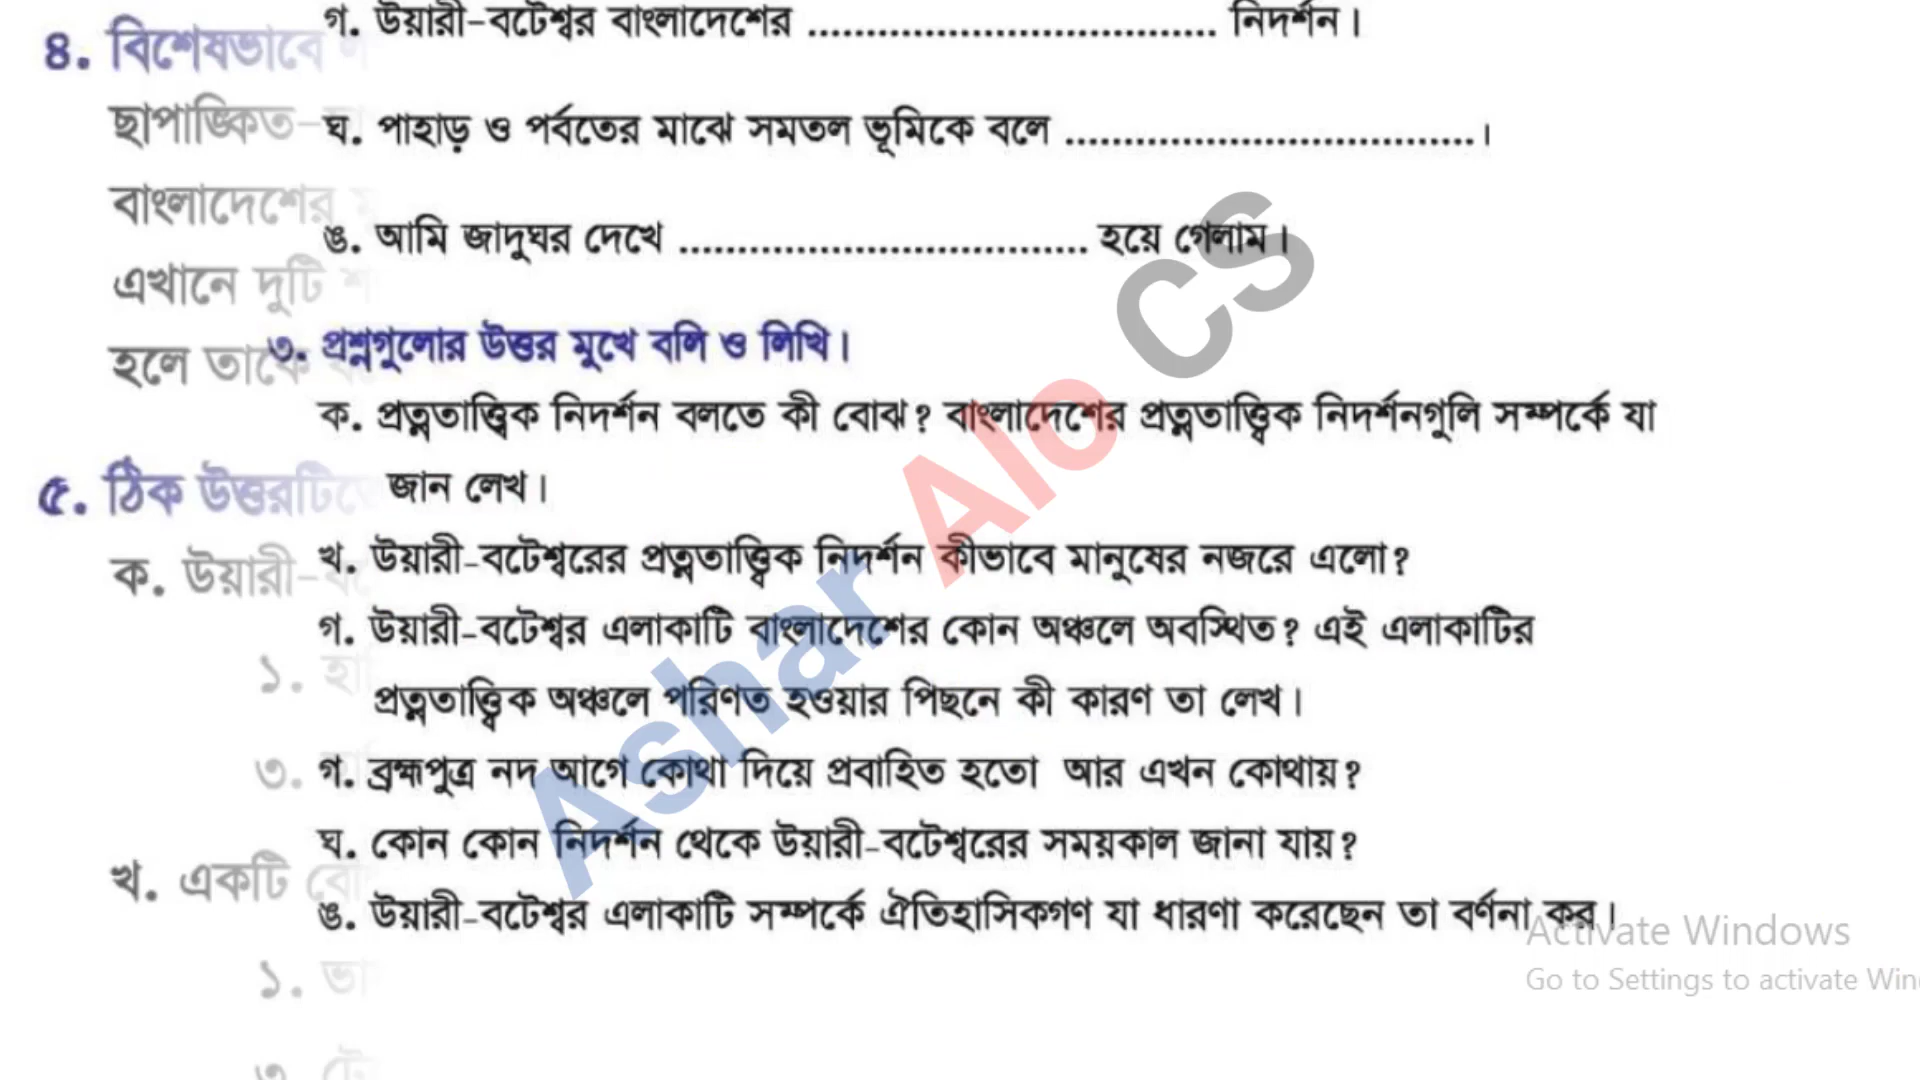 গ. উয়ারী-বটেশ্বর বাংলাদেশের .................................. নিদর্শন।
৪. বিশেষভাবে
ছাপাঙ্কিত-
ঘ. পাহাড় ও পর্বতের মাঝে সমতল ভূমিকে বলে ..................................।
বাংলাদেশের
ঙ. আমি জাদুঘর দেখে .................................. হয়ে গেলাম।
এখানে দুটি
৩. প্রশ্নগুলোর উত্তর মুখে বলি ও লিখি।
হলে তাকে
ক. প্রত্নতাত্ত্বিক নিদর্শন বলতে কী বোঝ? বাংলাদেশের প্রত্নতাত্ত্বিক নিদর্শনগুলি সম্পর্কে যা
জান লেখ।
৫. ঠিক উত্তরটিতে
খ. উয়ারী-বটেশ্বরের প্রত্নতাত্ত্বিক নিদর্শন কীভাবে মানুষের নজরে এলো?
ক. উয়ারী-
গ. উয়ারী-বটেশ্বর এলাকাটি বাংলাদেশের কোন অঞ্চলে অবস্থিত? এই এলাকাটির
প্রত্নতাত্ত্বিক অঞ্চলে পরিণত হওয়ার পিছনে কী কারণ তা লেখ।
১.
গ. ব্রহ্মপুত্র নদ আগে কোথা দিয়ে প্রবাহিত হতো আর এখন কোথায়?
৩.
ঘ. কোন কোন নিদর্শন থেকে উয়ারী-বটেশ্বরের সময়কাল জানা যায়?
খ. একটি
ঙ. উয়ারী-বটেশ্বর এলাকাটি সম্পর্কে ঐতিহাসিকগণ যা ধারণা করেছেন তা বর্ণনা কর।
১.
৩.
Ashar Alo CS
Activate Windows
Go to Settings to activate Win